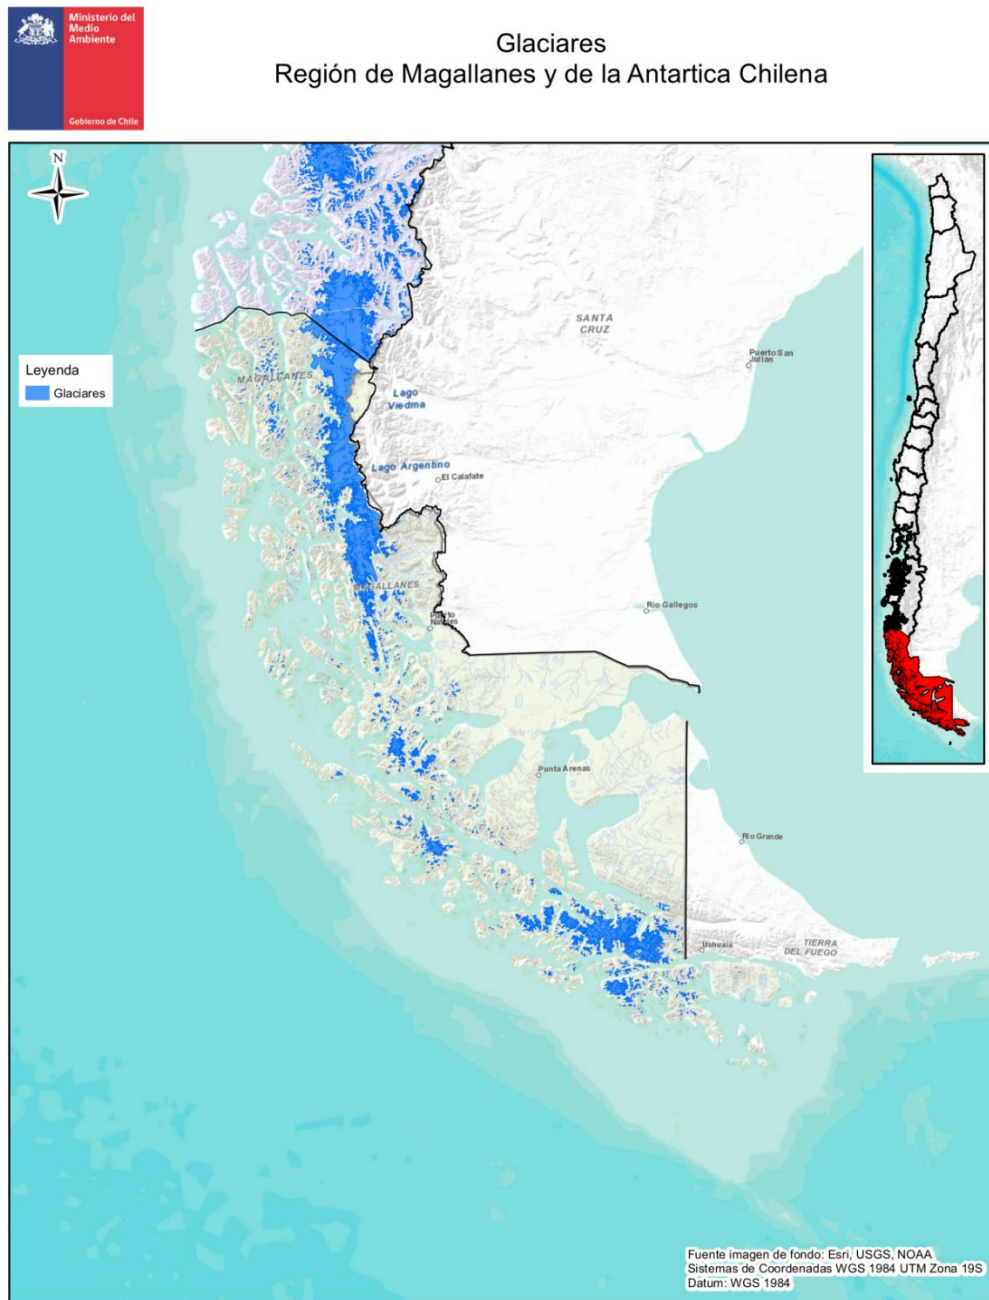 Ministerio del
Medio
Ambiente
Gobierno de Chile
Glaciares
Región de Magallanes y de la Antartica Chilena
N
SANTA
CRUZ
Puerto San
Julián
Leyenda
Glaciares
MAGALLANES
Lago
Viedma
Lago Argentino
El Calafate
MAGALLANES
Puerto
Natales
Río Gallegos
Punta Arenas
Río Grande
Ushuaia
TIERRA
DEL FUEGO
Fuente imagen de fondo: Esri, USGS, NOAA
Sistemas de Coordenadas WGS 1984 UTM Zona 19S
Datum: WGS 1984